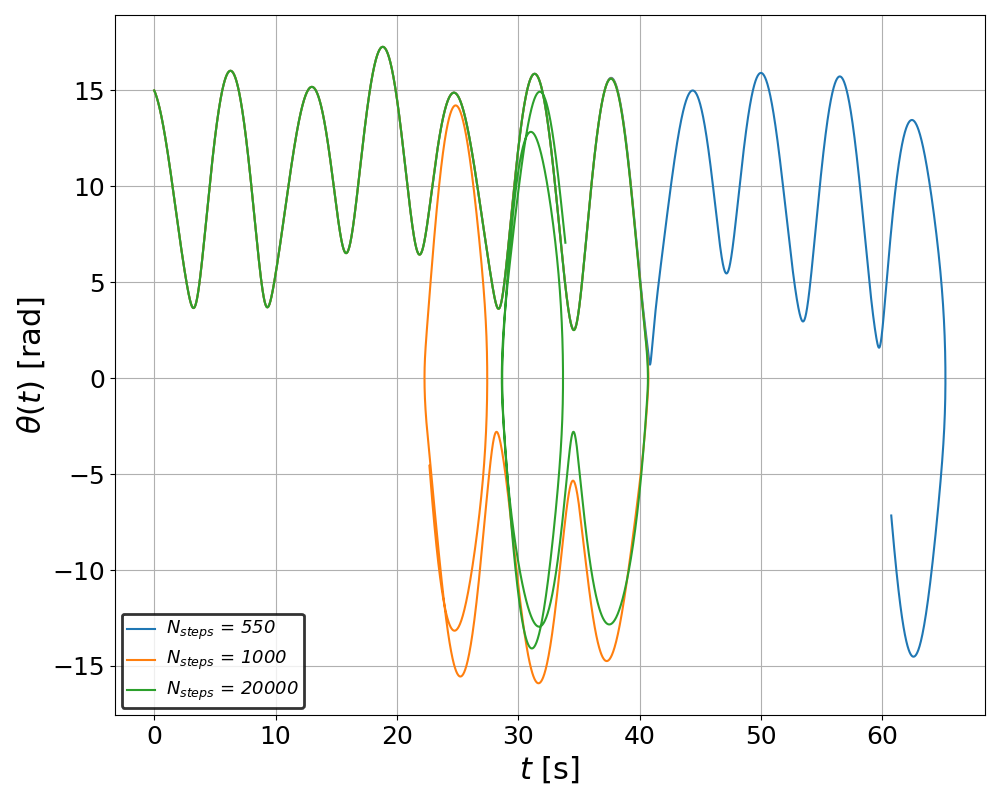 15
10
5
0
−5
−10
−15
θ(t) [rad]
N_steps = 550
N_steps = 1000
N_steps = 20000
0 10 20 30 40 50 60
t [s]